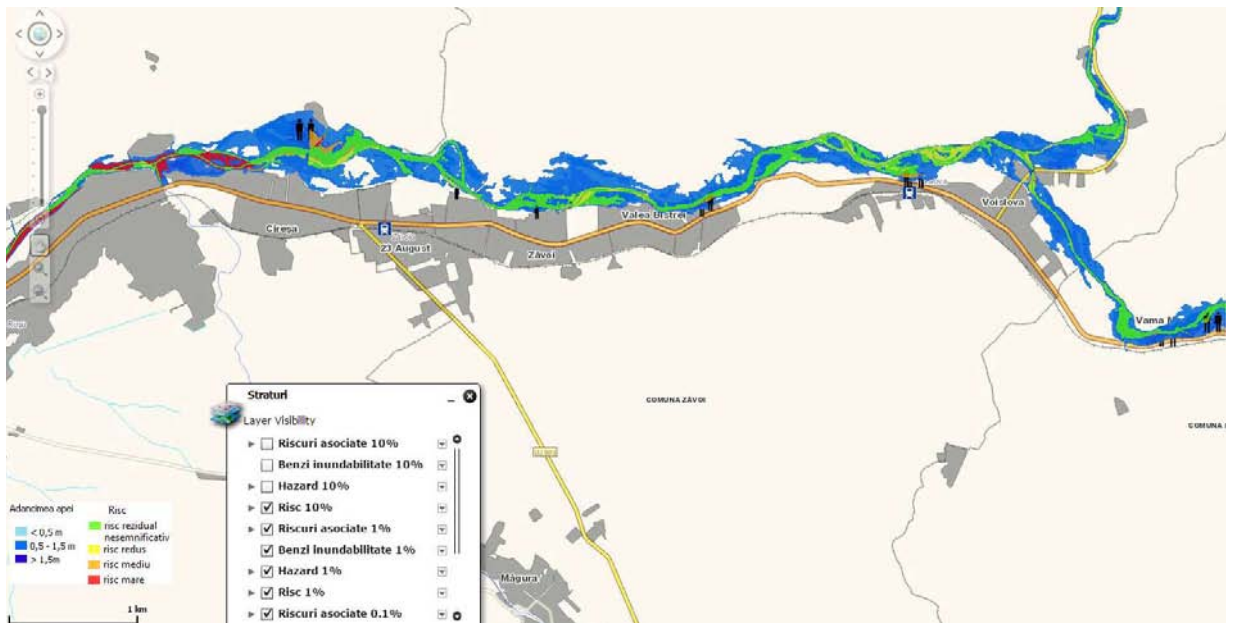 Voislova
Cireșa
Valea Bistrei
23 August
Zăvoi
Vama M
COMUNA ZĂVOI
COMUNA
Straturi
Layer Visibility
Riscuri asociate 10%
Benzi inundabilitate 10%
Hazard 10%
Risc 10%
Riscuri asociate 1%
Benzi inundabilitate 1%
Hazard 1%
Risc 1%
Riscuri asociate 0.1%
Adancimea apei
< 0,5 m
0,5 - 1,5 m
> 1,5m
Risc
risc rezidual
nesemnificativ
risc redus
risc mediu
risc mare
Măgura
1 km